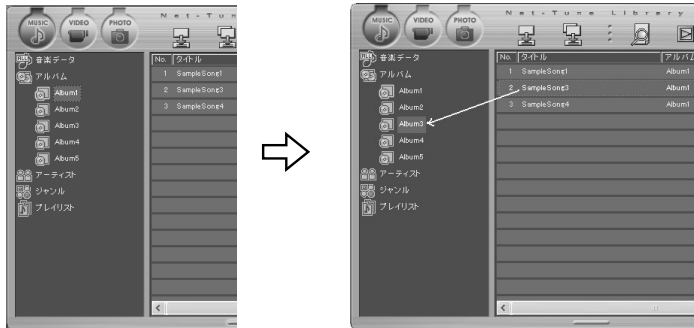 MUSIC
VIDEO
PHOTO
Net-Tun
音楽データ
アルバム
Album1
Album2
Album3
Album4
Album5
アーティスト
ジャンル
プレイリスト
No. タイトル
1 SampleSong1
2 SampleSong3
3 SampleSong4
MUSIC
VIDEO
PHOTO
Net-Tune Library
音楽データ
アルバム
Album1
Album2
Album3
Album4
Album5
アーティスト
ジャンル
プレイリスト
No. タイトル アルバム
1 SampleSong1 Album1
2 SampleSong3 Album1
3 SampleSong4 Album1